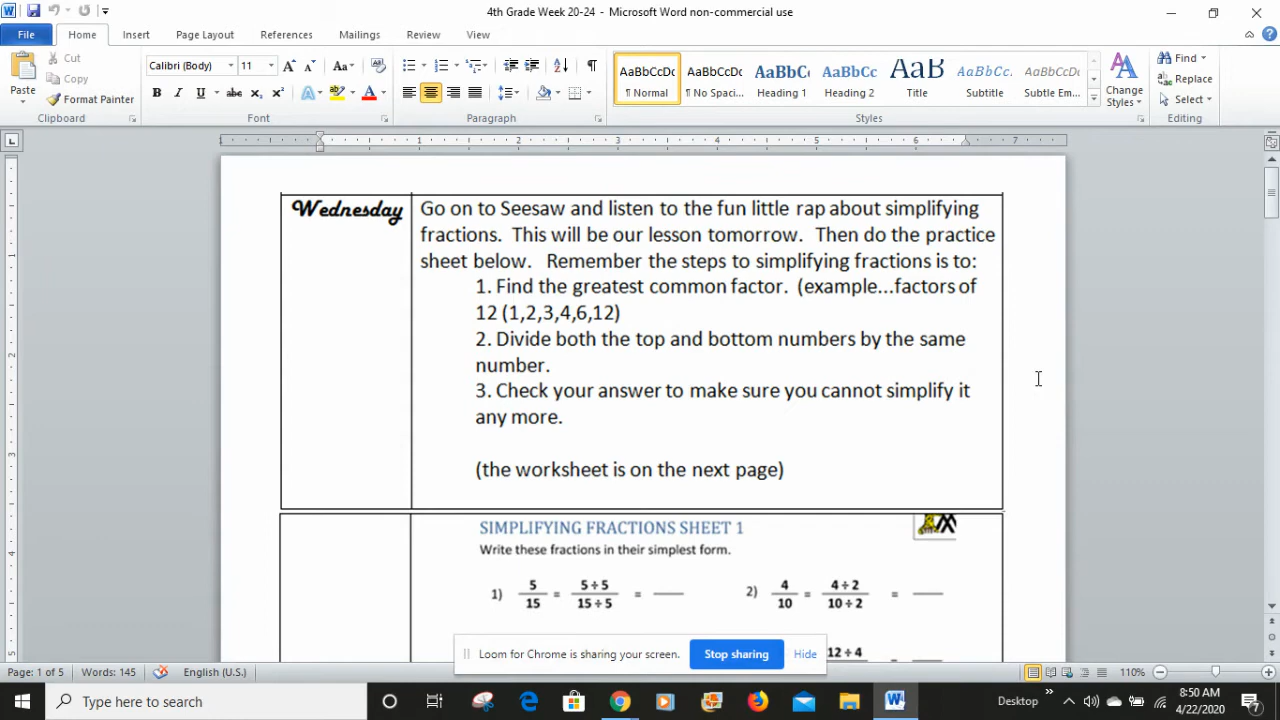 4th Grade Week 20-24 - Microsoft Word non-commercial use
File Home Insert Page Layout References Mailings Review View
Paste
Cut
Copy
Format Painter
Clipboard
Calibri (Body) 11
Font
Paragraph
AaBbCcDc AaBbCcDc AaBbC AaBbCc AaB AaBbCc. AaBbCcDc
¶ Normal ¶ No Spaci... Heading 1 Heading 2 Title Subtitle Subtle Em...
Styles
Change Styles
Find
Replace
Select
Editing
1 1 2 3 4 5 6 7
Wednesday
Go on to Seesaw and listen to the fun little rap about simplifying
fractions. This will be our lesson tomorrow. Then do the practice
sheet below. Remember the steps to simplifying fractions is to:
1. Find the greatest common factor. (example...factors of
12 (1,2,3,4,6,12)
2. Divide both the top and bottom numbers by the same
number.
3. Check your answer to make sure you cannot simplify it
any more.
(the worksheet is on the next page)
SIMPLIFYING FRACTIONS SHEET 1
Write these fractions in their simplest form.
1) 5/15 = 5 ÷ 5/15 ÷ 5 = 
2) 4/10 = 4 ÷ 2/10 ÷ 2 = 
12 ÷ 4
Loom for Chrome is sharing your screen. Stop sharing Hide
Page: 1 of 5 Words: 145 English (U.S.) 110%
Type here to search
Desktop
8:50 AM
4/22/2020